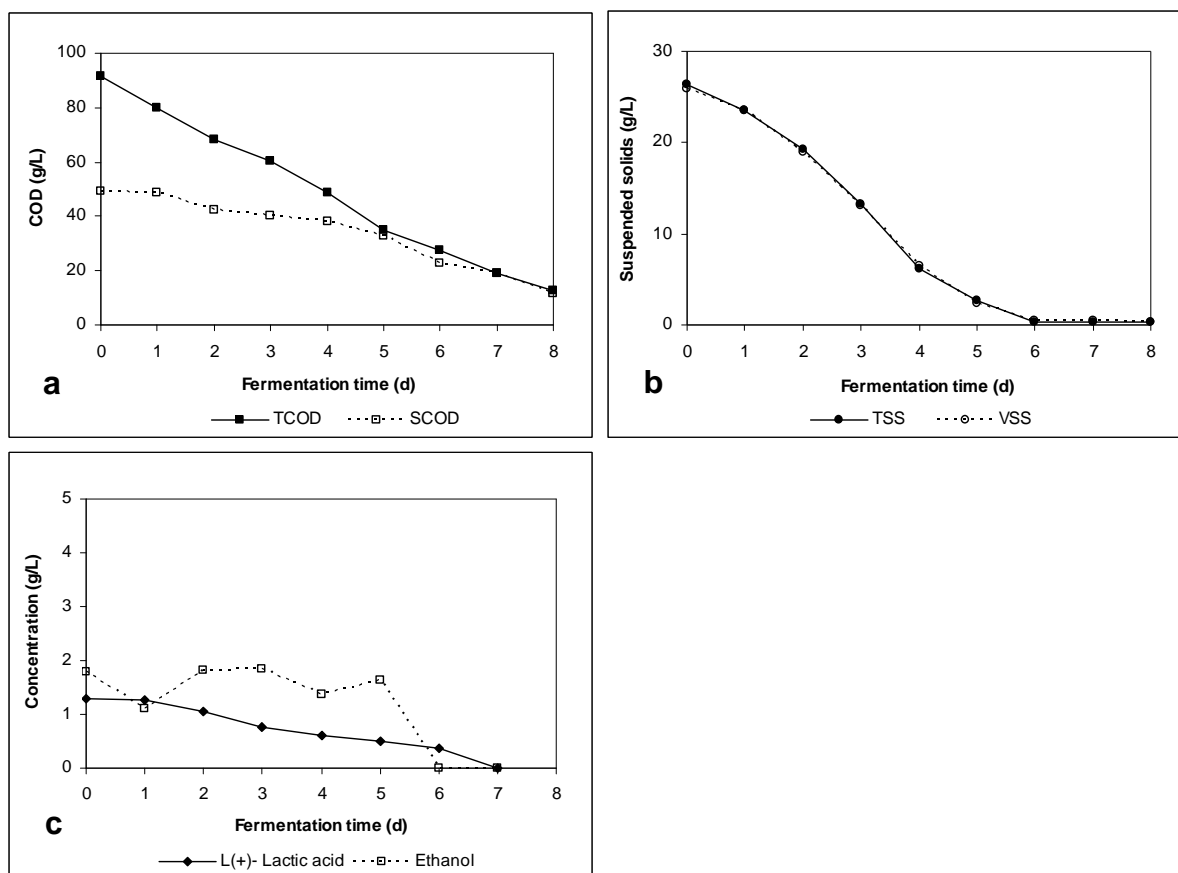 100
80
60
40
20
0
COD (g/L)
0 1 2 3 4 5 6 7 8
Fermentation time (d)
a
TCOD SCOD
30
20
10
0
Suspended solids (g/L)
0 1 2 3 4 5 6 7 8
Fermentation time (d)
b
TSS VSS
5
4
3
2
1
0
Concentration (g/L)
0 1 2 3 4 5 6 7 8
Fermentation time (d)
c
L(+)- Lactic acid Ethanol